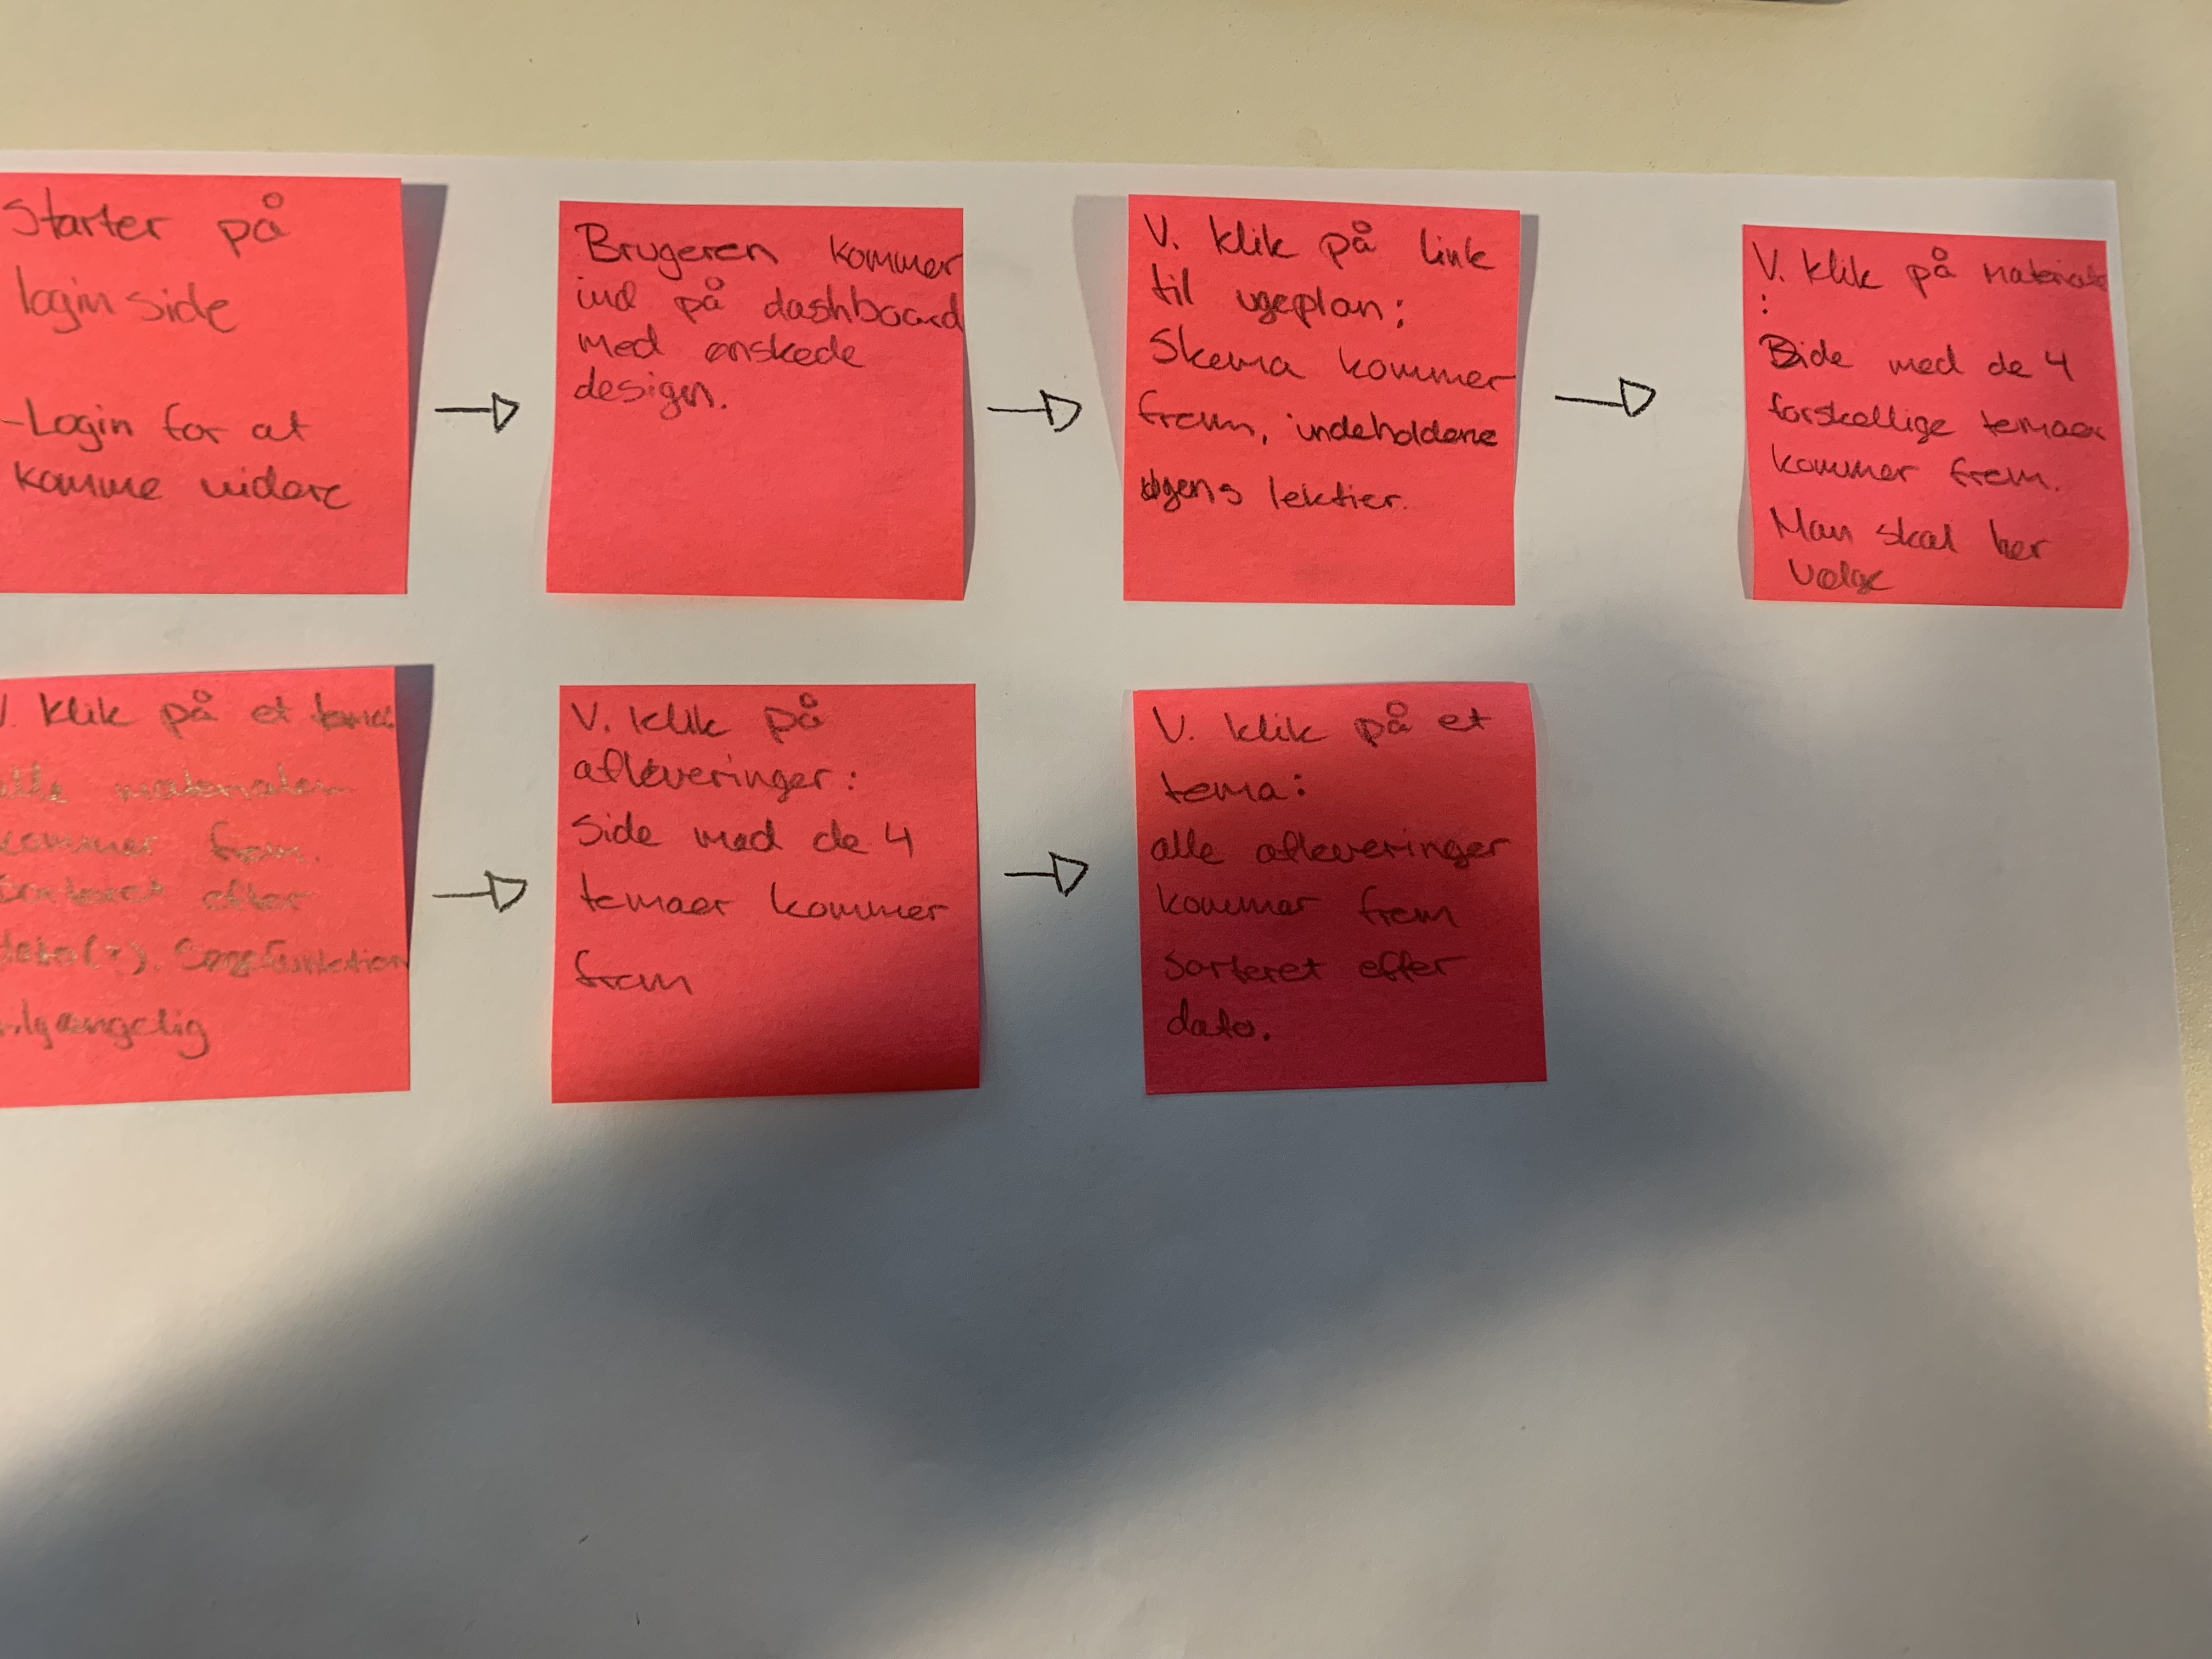 Starter på
login side
-Login for at
komme videre
Brugeren kommer
ind på dashboard
med ønskede
design.
V. klik på link
til ugeplan:
Skema kommer
frem, indeholdene
ugens lektier.
V. klik på
:
Side med de 4
forskellige temaer
kommer frem.
Man skal her
vælge
V. klik på et tema
alle materialer
kommer frem.
Sorteret efter
dato(?). Søgefunktion
V. klik på
afleveringer:
side med de 4
temaer kommer
frem
V. klik på et
tema:
alle afleveringer
kommer frem
sorteret efter
dato.